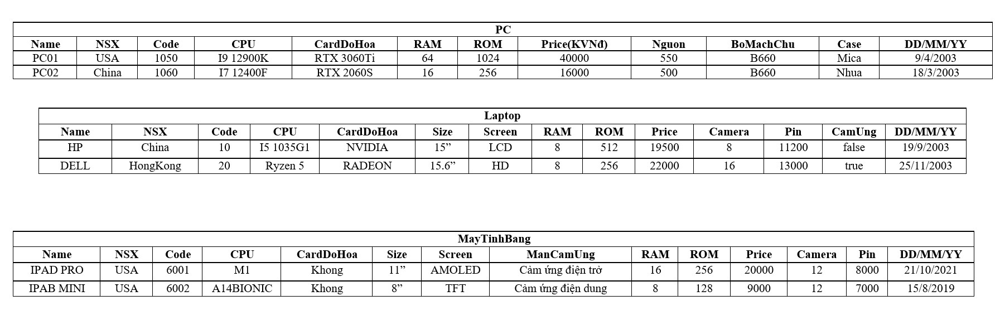 PC
Name NSX Code CPU CardDoHoa RAM ROM Price(KVNđ) Nguon BoMachChu Case DD/MM/YY
PC01 USA 1050 I9 12900K RTX 3060Ti 64 1024 40000 550 B660 Mica 9/4/2003
PC02 China 1060 I7 12400F RTX 2060S 16 256 16000 500 B660 Nhua 18/3/2003
Laptop
Name NSX Code CPU CardDoHoa Size Screen RAM ROM Price Camera Pin CamUng DD/MM/YY
HP China 10 I5 1035G1 NVIDIA 15” LCD 8 512 19500 8 11200 false 19/9/2003
DELL HongKong 20 Ryzen 5 RADEON 15.6” HD 8 256 22000 16 13000 true 25/11/2003
MayTinhBang
Name NSX Code CPU CardDoHoa Size Screen ManCamUng RAM ROM Price Camera Pin DD/MM/YY
IPAD PRO USA 6001 M1 Khong 11” AMOLED Cảm ứng điện trở 16 256 20000 12 8000 21/10/2021
IPAB MINI USA 6002 A14BIONIC Khong 8” TFT Cảm ứng điện dung 8 128 9000 12 7000 15/8/2019